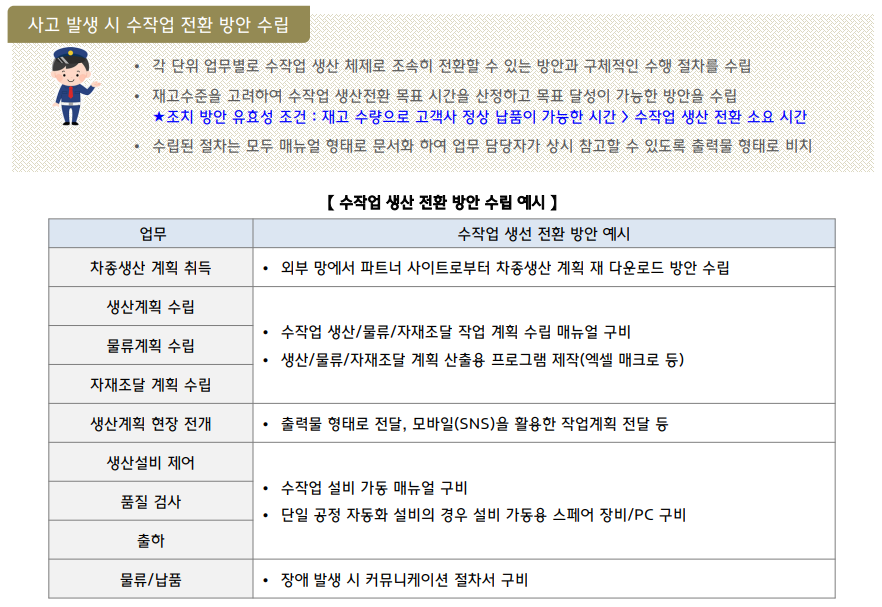 사고 발생 시 수작업 전환 방안 수립
• 각 단위 업무별로 수작업 생산 체제로 조속히 전환할 수 있는 방안과 구체적인 수행 절차를 수립
• 재고수준을 고려하여 수작업 생산전환 목표 시간을 산정하고 목표 달성이 가능한 방안을 수립
★조치 방안 유효성 조건 : 재고 수량으로 고객사 정상 납품이 가능한 시간 > 수작업 생산 전환 소요 시간
• 수립된 절차는 모두 매뉴얼 형태로 문서화 하여 업무 담당자가 상시 참고할 수 있도록 출력물 형태로 비치
【 수작업 생산 전환 방안 수립 예시 】
업무
수작업 생선 전환 방안 예시
차종생산 계획 취득
• 외부 망에서 파트너 사이트로부터 차종생산 계획 재 다운로드 방안 수립
생산계획 수립
물류계획 수립
자재조달 계획 수립
• 수작업 생산/물류/자재조달 작업 계획 수립 매뉴얼 구비
• 생산/물류/자재조달 계획 산출용 프로그램 제작(엑셀 매크로 등)
생산계획 현장 전개
• 출력물 형태로 전달, 모바일(SNS)을 활용한 작업계획 전달 등
생산설비 제어
품질 검사
출하
• 수작업 설비 가동 매뉴얼 구비
• 단일 공정 자동화 설비의 경우 설비 가동용 스페어 장비/PC 구비
물류/납품
• 장애 발생 시 커뮤니케이션 절차서 구비